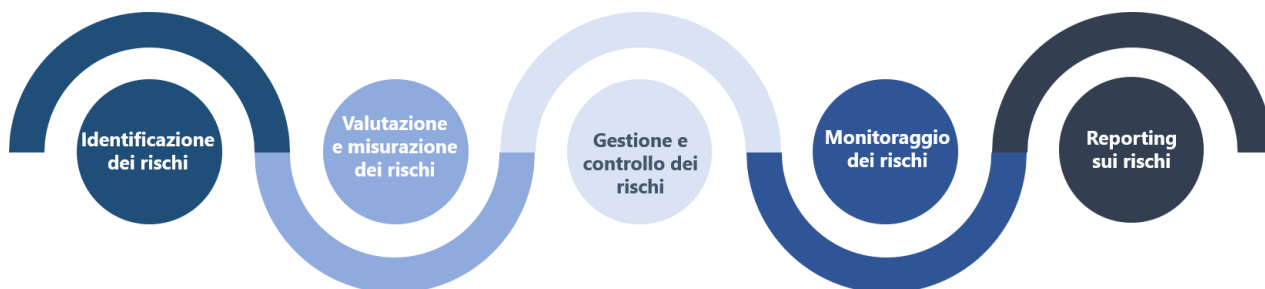 Identificazione
dei rischi
Valutazione
e misurazione
dei rischi
Gestione e
controllo dei
rischi
Monitoraggio
dei rischi
Reporting
sui rischi